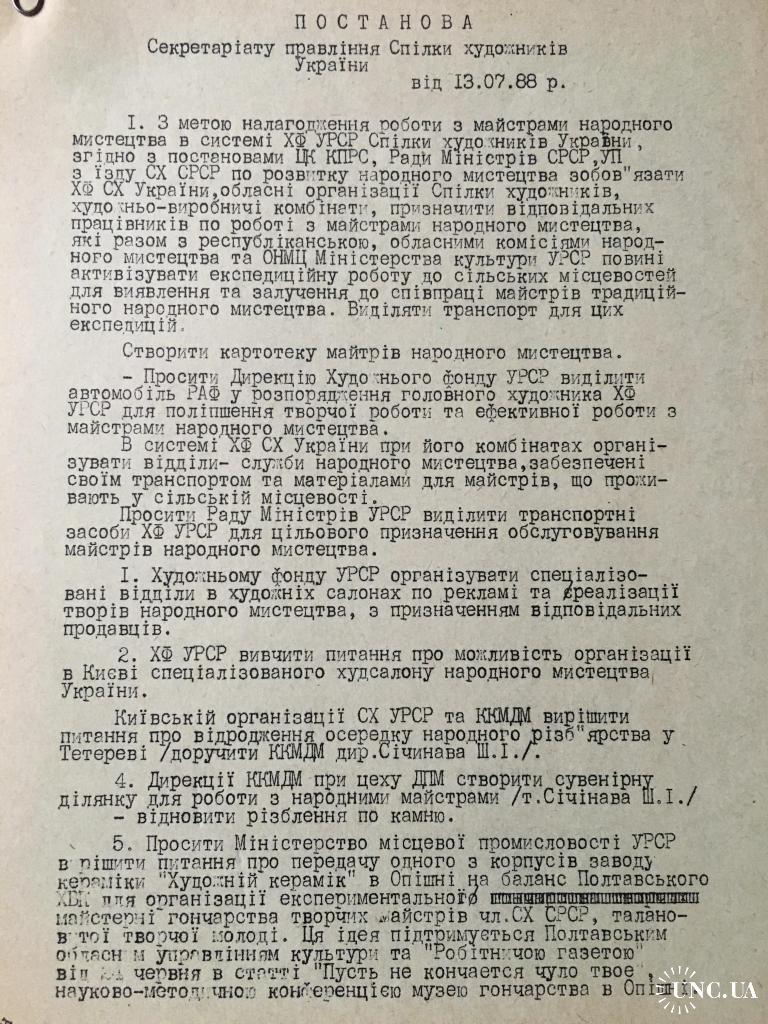 ПОСТАНОВА
Секретаріату правління Спілки художників
України
від 13.07.88 р.
I. З метою налагодження роботи з майстрами народного
мистецтва в системі ХФ УРСР Спілки художників України,
згідно з постановами ЦК КПРС, Ради Міністрів СРСР, УП
з'їзду СХ СРСР по розвитку народного мистецтва зобов"язати
ХФ СХ України, обласні організації Спілки художників,
художньо-виробничі комбінати, призначити відповідальних
працівників по роботі з майстрами народного мистецтва,
які разом з республіканською, обласними комісіями народ-
ного мистецтва та ОНМЦ Міністерства культури УРСР повині
активізувати експедиційну роботу до сільських місцевостей
для виявлення та залучення до співпраці майстрів традицій-
ного народного мистецтва. Виділяти транспорт для цих
експедицій.
Створити картотеку майтрів народного мистецтва.
- Просити Дирекцію Художнього фонду УРСР виділити
автомобіль РАФ у розпорядження головного художника ХФ
УРСР для поліпшення творчої роботи та ефективної роботи з
майстрами народного мистецтва.
В системі ХФ СХ України при його комбінатах органі-
зувати відділи- служби народного мистецтва, забезпечені
своїм транспортом та матеріалами для майстрів, що прожи-
вають у сільській місцевості.
Просити Раду Міністрів УРСР виділити транспортні
засоби ХФ УРСР для цільового призначення обслуговування
майстрів народного мистецтва.
I. Художньому фонду УРСР організувати спеціалізо-
вані відділи в художніх салонах по рекламі та реалізації
творів народного мистецтва, з призначенням відповідальних
продавців.
2. ХФ УРСР вивчити питання про можливість організації
в Києві спеціалізованого худсалону народного мистецтва
України.
Київській організації СХ УРСР та ККМДМ вирішити
питання про відродження осередку народного різб"ярства у
Тетереві /доручити ККМДМ дир.Січинава Ш.І./.
4. Дирекції ККМДМ при цеху ДПМ створити сувенірну
ділянку для роботи з народними майстрами /т.Січінава Ш.І./
- відновити різблення по камню.
5. Просити Міністерство місцевої промисловості УРСР
вирішити питання про передачу одного з корпусів заводу
кераміки "Художній керамік" в Опішні на баланс Полтавського
ХВК для організації експериментальної
майстерні гончарства творчих майстрів чл.СХ СРСР, талано-
витої творчої молоді. Ця ідея підтримується Полтавським
обласним управлінням культури та "Робітничою газетою"
від червня в статті "Пусть не кончается чуло твое",
науково-методичною конференцією музею гончарства в Опішні.
UNC.UA